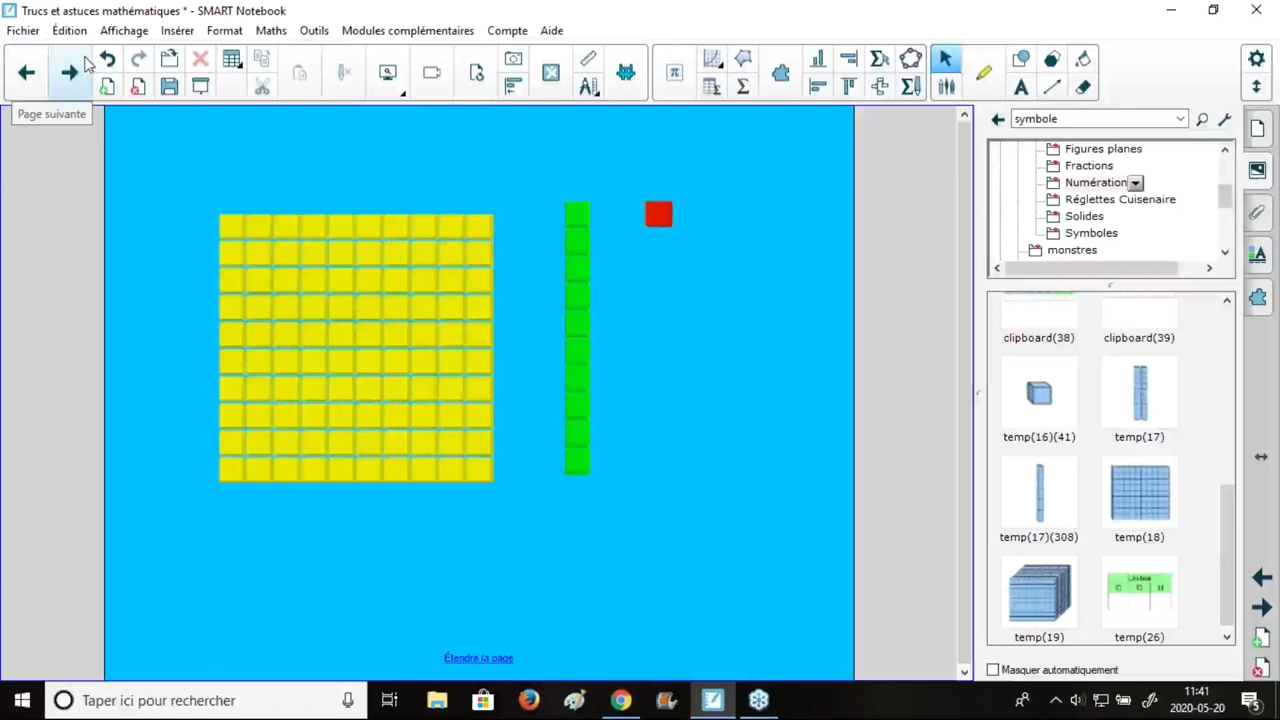 Trucs et astuces mathématiques * - SMART Notebook
Fichier Édition Affichage Insérer Format Maths Outils Modules complémentaires Compte Aide
Page suivante
symbole
Figures planes
Fractions
Numération
Réglettes Cuisenaire
Solides
Symboles
monstres
clipboard(38) clipboard(39)
temp(16)(41) temp(17)
temp(17)(308) temp(18)
temp(19) temp(26)
Étendre la page
Masquer automatiquement
Taper ici pour rechercher
11:41
2020-05-20
5